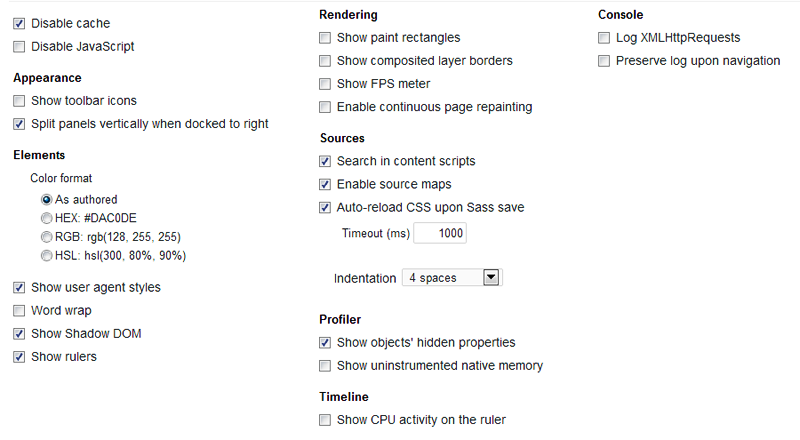 Disable cache
Disable JavaScript
Appearance
Show toolbar icons
Split panels vertically when docked to right
Elements
Color format
As authored
HEX: #DAC0DE
RGB: rgb(128, 255, 255)
HSL: hsl(300, 80%, 90%)
Show user agent styles
Word wrap
Show Shadow DOM
Show rulers
Rendering
Show paint rectangles
Show composited layer borders
Show FPS meter
Enable continuous page repainting
Sources
Search in content scripts
Enable source maps
Auto-reload CSS upon Sass save
Timeout (ms) 1000
Indentation 4 spaces
Profiler
Show objects' hidden properties
Show uninstrumented native memory
Timeline
Show CPU activity on the ruler
Console
Log XMLHttpRequests
Preserve log upon navigation